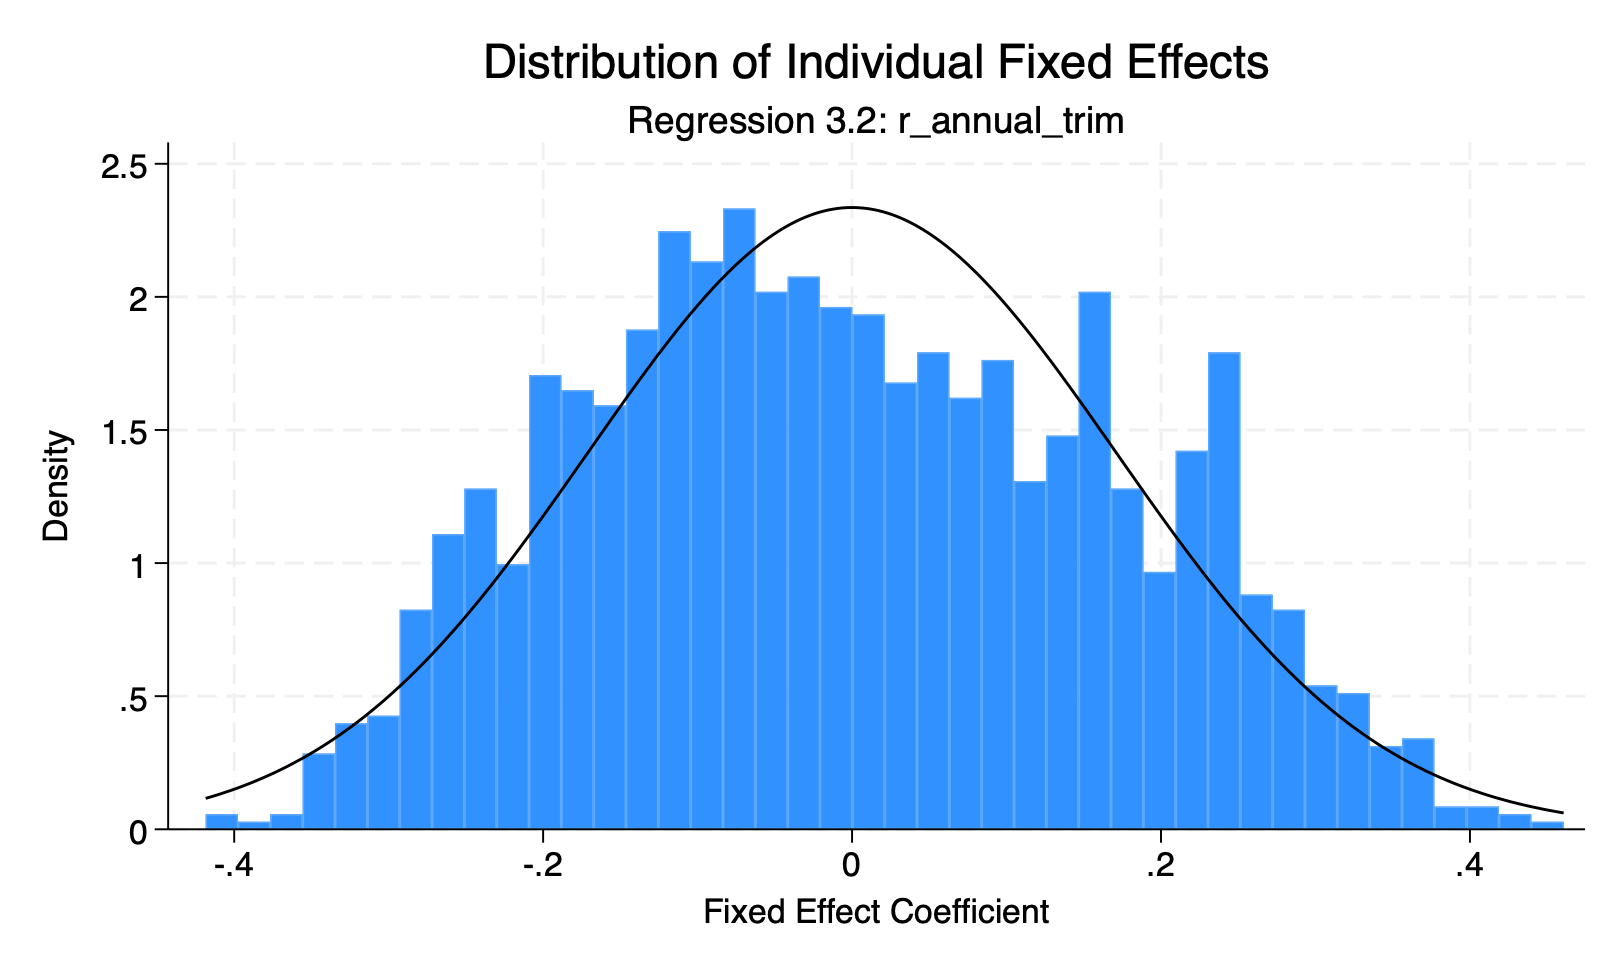 Distribution of Individual Fixed Effects
Regression 3.2: r_annual_trim
2.5
2
1.5
1
.5
0
Density
-.4
-.2
0
.2
.4
Fixed Effect Coefficient